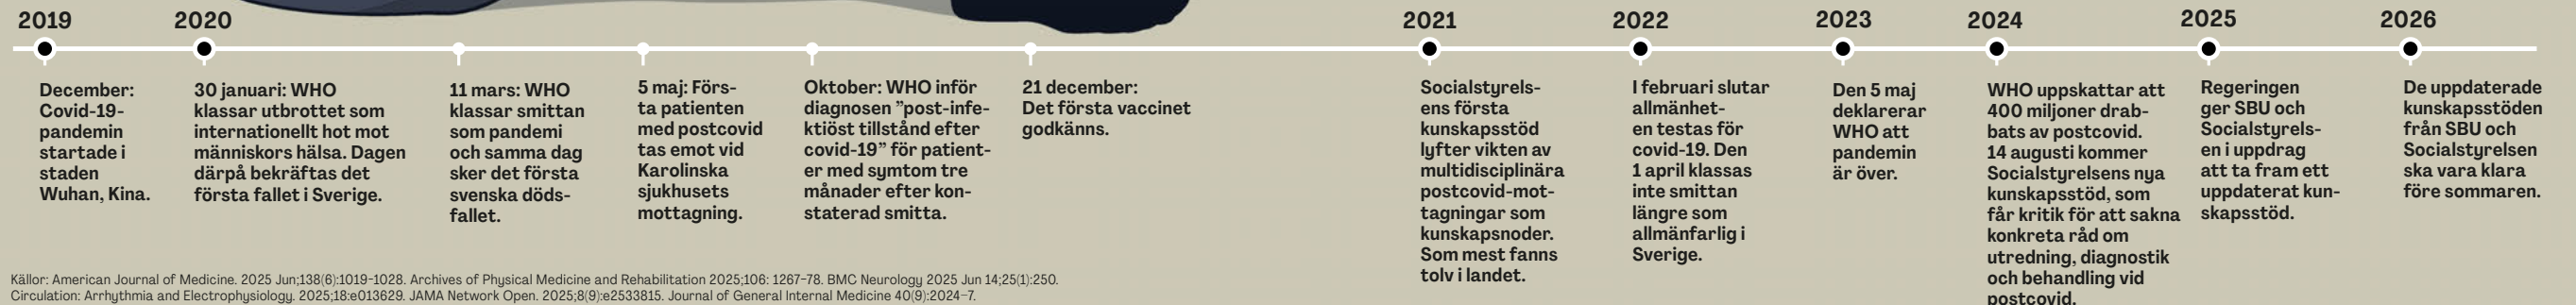 2019
December:
Covid-19-
pandemin
startade i
staden
Wuhan, Kina.
2020
30 januari: WHO
klassar utbrottet som
internationellt hot mot
människors hälsa. Dagen
därpå bekräftas det
första fallet i Sverige.
11 mars: WHO
klassar smittan
som pandemi
och samma dag
sker det första
svenska döds-
fallet.
5 maj: Förs-
ta patienten
med postcovid
tas emot vid
Karolinska
sjukhusets
mottagning.
Oktober: WHO inför
diagnosen ”post-infe-
ktiöst tillstånd efter
covid-19” för patient-
er med symtom tre
månader efter kon-
staterad smitta.
21 december:
Det första vaccinet
godkänns.
2021
Socialstyrels-
ens första
kunskapsstöd
lyfter vikten av
multidisciplinära
postcovid-mot-
tagningar som
kunskapsnoder.
Som mest fanns
tolv i landet.
2022
I februari slutar
allmänhet-
en testas för
covid-19. Den
1 april klassas
inte smittan
längre som
allmänfarlig i
Sverige.
2023
Den 5 maj
deklarerar
WHO att
pandemin
är över.
2024
WHO uppskattar att
400 miljoner drab-
bats av postcovid.
14 augusti kommer
Socialstyrelsens nya
kunskapsstöd, som
får kritik för att sakna
konkreta råd om
utredning, diagnostik
och behandling vid
postcovid.
2025
Regeringen
ger SBU och
Socialstyrels-
en i uppdrag
att ta fram ett
uppdaterat kun-
skapsstöd.
2026
De uppdaterade
kunskapsstöden
från SBU och
Socialstyrelsen
ska vara klara
före sommaren.
Källor: American Journal of Medicine. 2025 Jun;138(6):1019-1028. Archives of Physical Medicine and Rehabilitation 2025;106: 1267–78. BMC Neurology 2025 Jun 14;25(1):250.
Circulation: Arrhythmia and Electrophysiology. 2025;18:e013629. JAMA Network Open. 2025;8(9):e2533815. Journal of General Internal Medicine 40(9):2024–7.